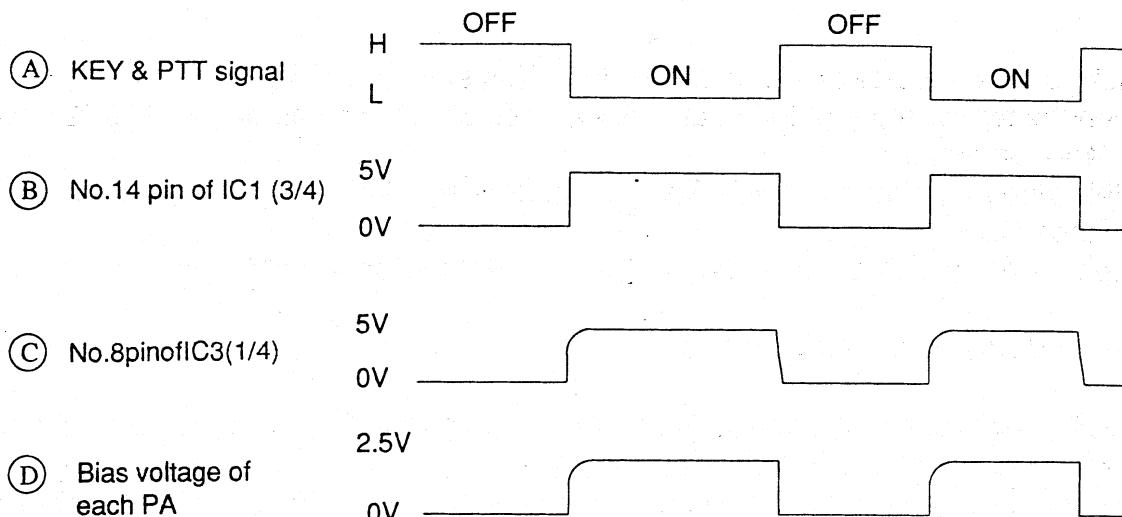 OFF OFF
H
Ⓐ KEY & PTT signal
ON ON
L
5V
Ⓑ No.14 pin of IC1 (3/4)
0V
5V
Ⓒ No.8pinofIC3(1/4)
0V
2.5V
Ⓓ Bias voltage of
each PA
0V